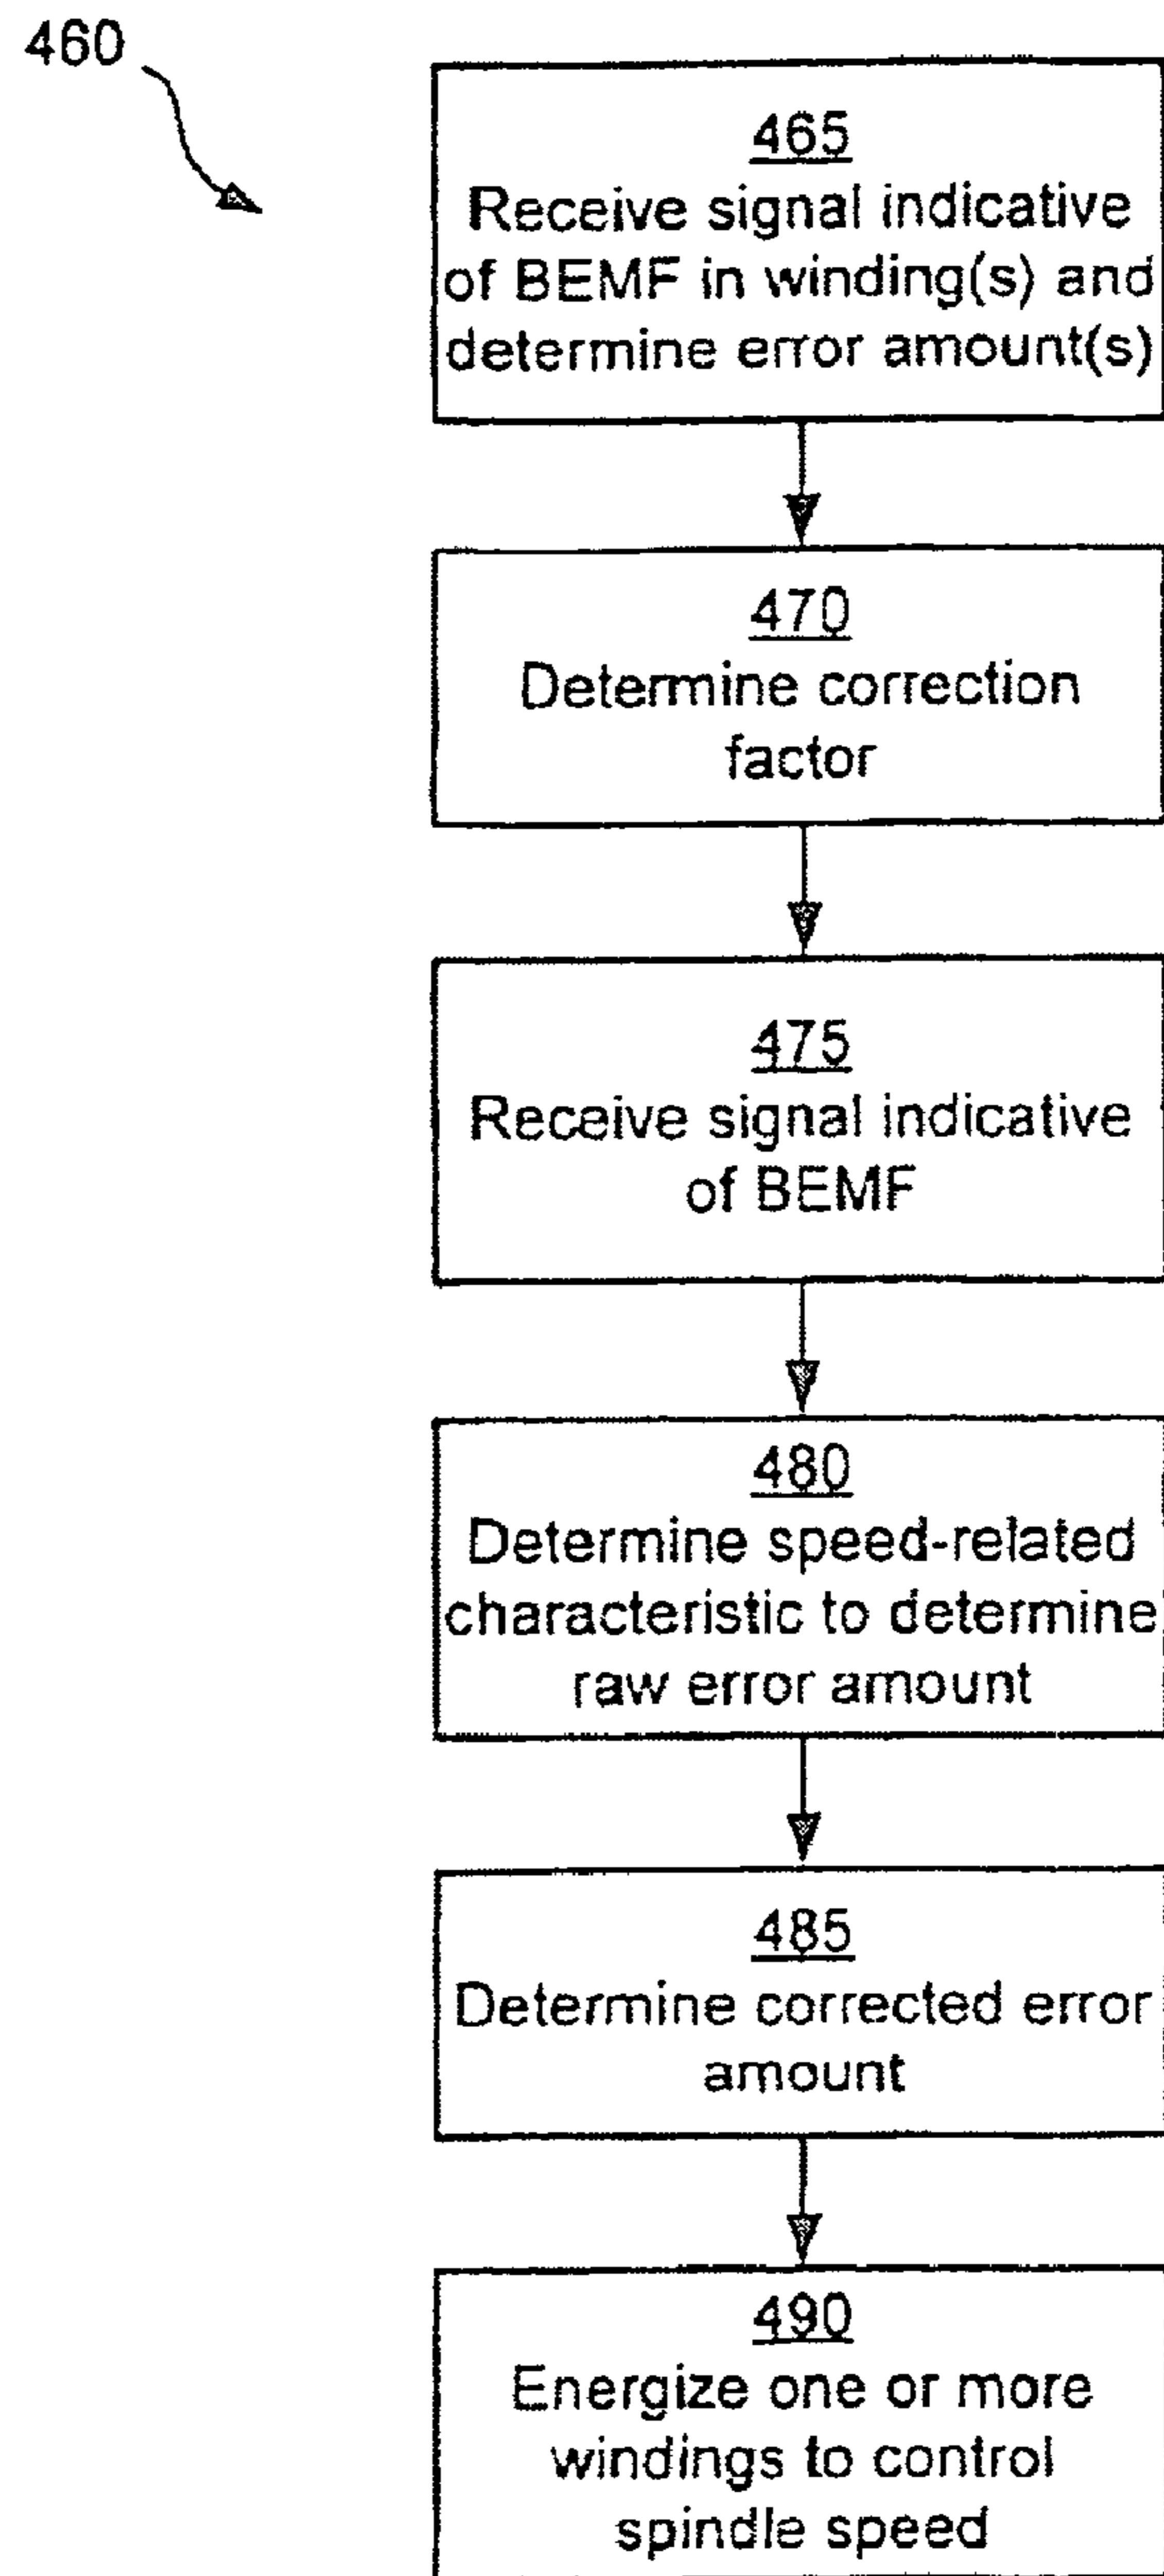 460
465
Receive signal indicative
of BEMF in winding(s) and
determine error amount(s)
470
Determine correction
factor
475
Receive signal indicative
of BEMF
480
Determine speed-related
characteristic to determine
raw error amount
485
Determine corrected error
amount
490
Energize one or more
windings to control
spindle speed